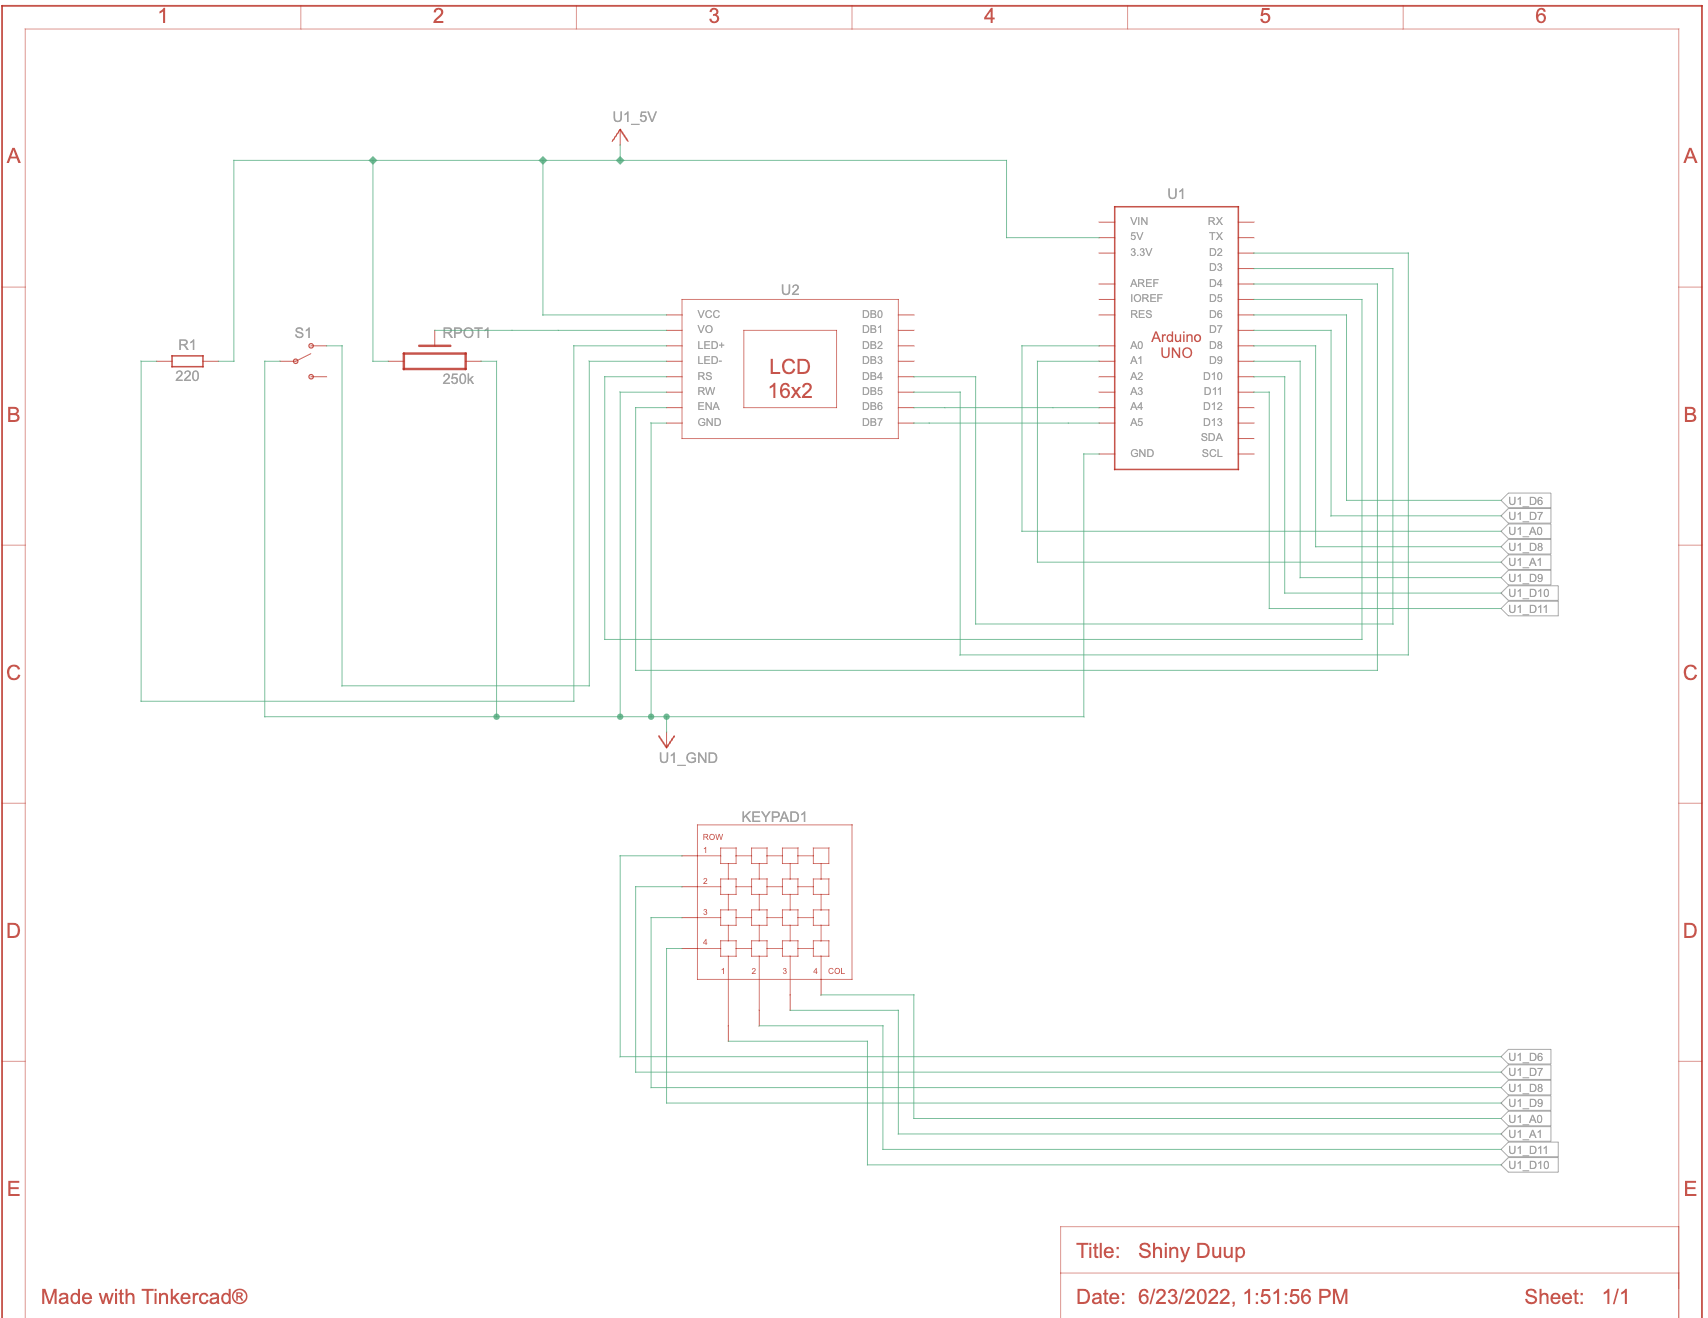 1 2 3 4 5 6
A A
B B
C C
D D
E E
U1_5V
U1
VIN RX
5V TX
3.3V D2
D3
AREF D4
IOREF D5
RES D6
D7
Arduino
UNO
A0 D8
A1 D9
A2 D10
A3 D11
A4 D12
A5 D13
SDA
GND SCL
U2
VCC DB0
VO DB1
LED+ DB2
LED- DB3
RS DB4
RW DB5
ENA DB6
GND DB7
LCD
16x2
R1
220
S1
RPOT1
250k
U1_D6
U1_D7
U1_A0
U1_D8
U1_A1
U1_D9
U1_D10
U1_D11
U1_GND
KEYPAD1
ROW
1
2
3
4
1 2 3 4 COL
U1_D6
U1_D7
U1_D8
U1_D9
U1_A0
U1_A1
U1_D11
U1_D10
Title: Shiny Duup
Made with Tinkercad®
Date: 6/23/2022, 1:51:56 PM Sheet: 1/1